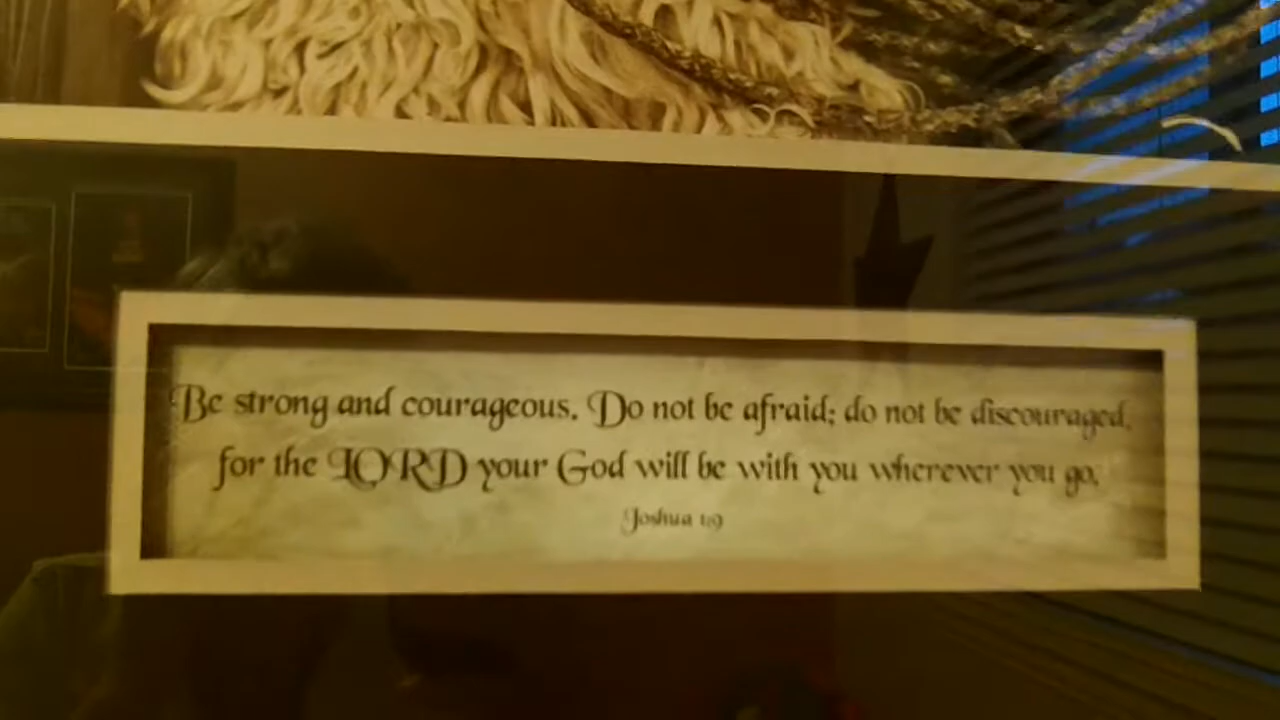 Be strong and courageous. Do not be afraid; do not be discouraged,
for the LORD your God will be with you wherever you go.
Joshua 1:9